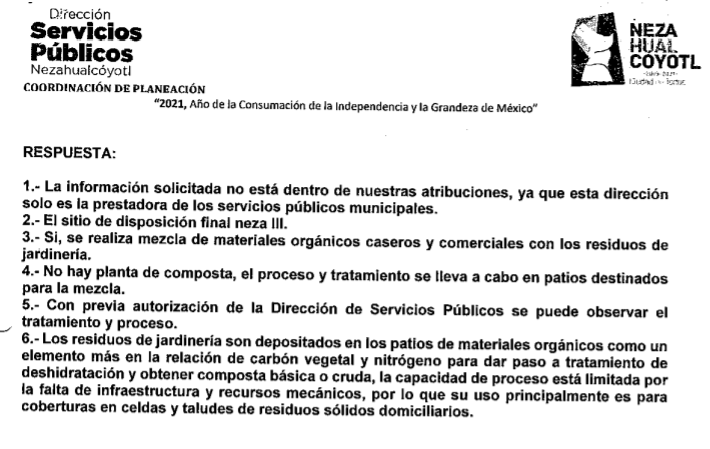 Dirección
Servicios
Públicos
Nezahualcóyotl
COORDINACIÓN DE PLANEACIÓN
NEZA
HUAL
COYOTL
"2021, Año de la Consumación de la Independencia y la Grandeza de México"
RESPUESTA:
1.- La información solicitada no está dentro de nuestras atribuciones, ya que esta dirección
solo es la prestadora de los servicios públicos municipales.
2.- El sitio de disposición final neza III.
3.- Si, se realiza mezcla de materiales orgánicos caseros y comerciales con los residuos de
jardinería.
4.- No hay planta de composta, el proceso y tratamiento se lleva a cabo en patios destinados
para la mezcla.
5.- Con previa autorización de la Dirección de Servicios Públicos se puede observar el
tratamiento y proceso.
6.- Los residuos de jardinería son depositados en los patios de materiales orgánicos como un
elemento más en la relación de carbón vegetal y nitrógeno para dar paso a tratamiento de
deshidratación y obtener composta básica o cruda, la capacidad de proceso está limitada por
la falta de infraestructura y recursos mecánicos, por lo que su uso principalmente es para
coberturas en celdas y taludes de residuos sólidos domiciliarios.